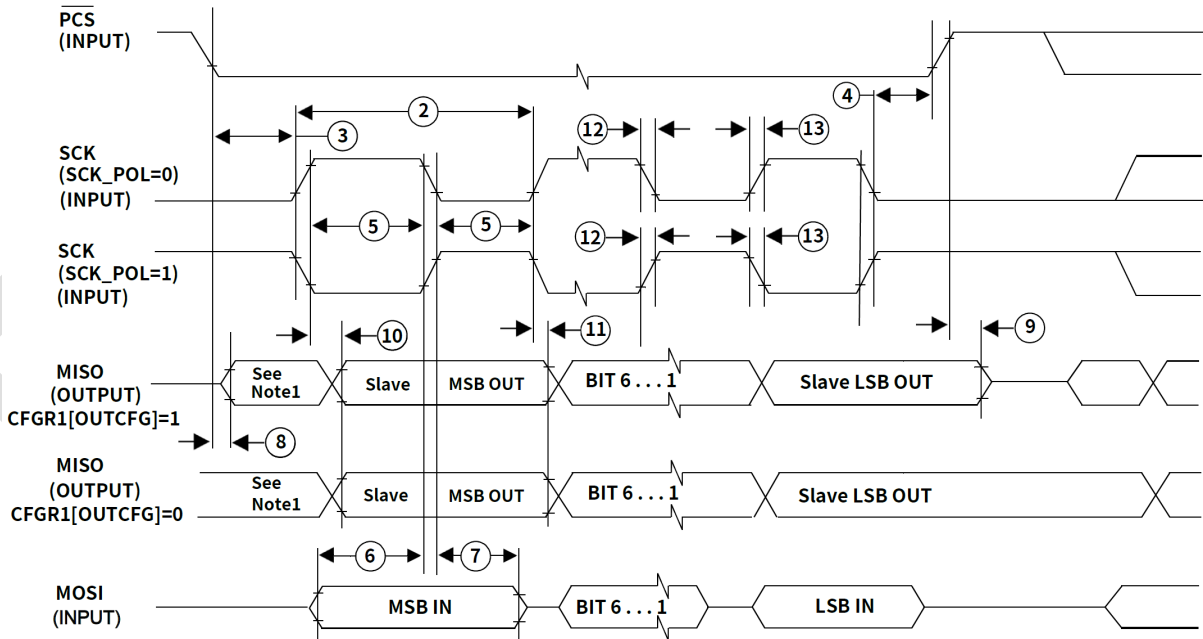 PCS
(INPUT)
4
2
3
12
13
SCK
(SCK_POL=0)
(INPUT)
5
5
12
13
SCK
(SCK_POL=1)
(INPUT)
10
11
9
MISO
(OUTPUT)
CFGR1[OUTCFG]=1
See
Note1
Slave
MSB OUT
BIT 6 . . . 1
Slave LSB OUT
8
MISO
(OUTPUT)
CFGR1[OUTCFG]=0
See
Note1
Slave
MSB OUT
BIT 6 . . . 1
Slave LSB OUT
6
7
MOSI
(INPUT)
MSB IN
BIT 6 . . . 1
LSB IN